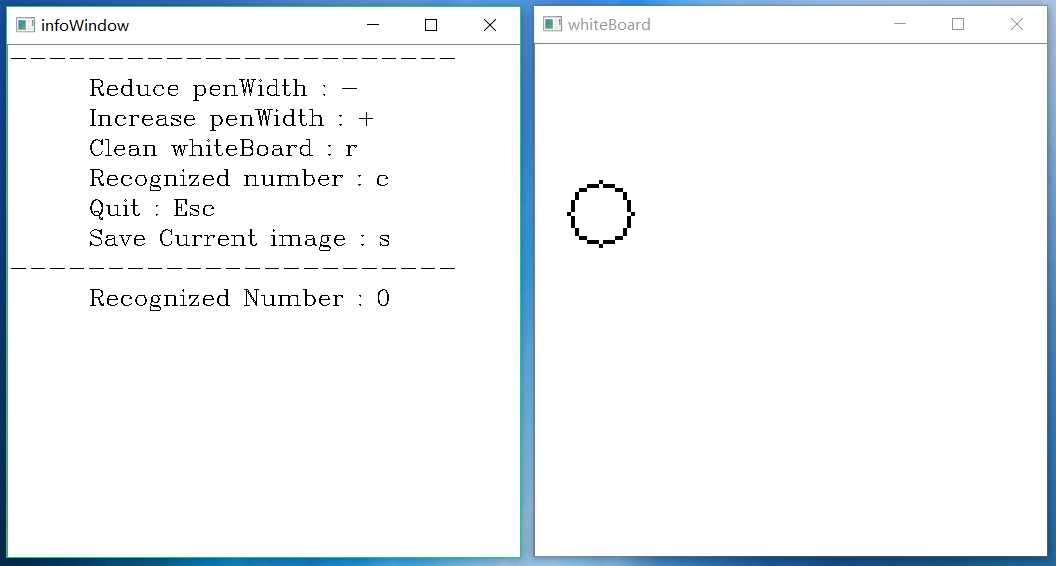 infoWindow
------------------------
Reduce penWidth : -
Increase penWidth : +
Clean whiteBoard : r
Recognized number : c
Quit : Esc
Save Current image : s
------------------------
Recognized Number : 0
whiteBoard